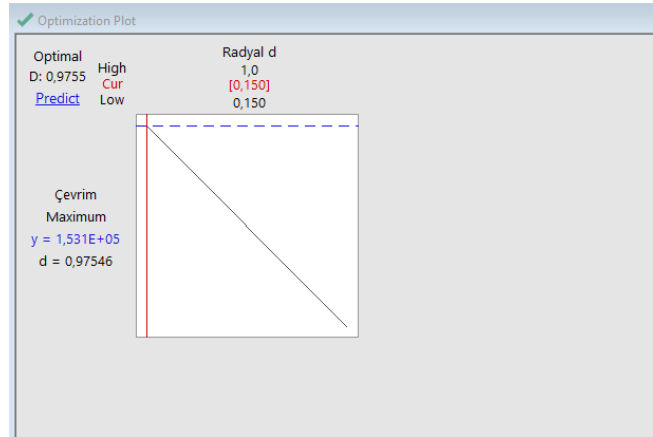 Optimization Plot
Optimal
D: 0,9755
Predict
High
Cur
Low
Radyal d
1,0
[0,150]
0,150
Çevrim
Maximum
y = 1,531E+05
d = 0,97546